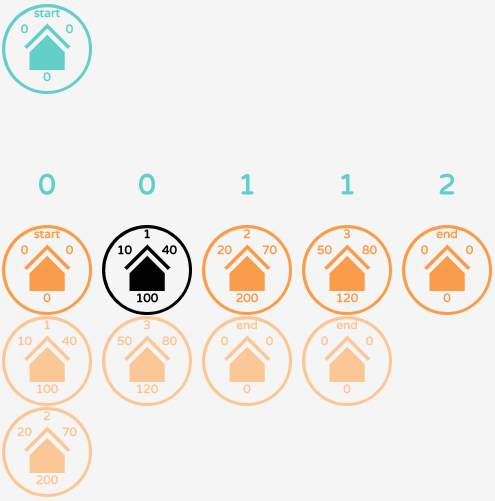 start
0 0
0
0 0 1 1 2
start 1 2 3 end
0 0 10 40 20 70 50 80 0 0
0 100 200 120 0
1 3 end end
10 40 50 80 0 0 0 0
100 120 0 0
2
20 70
200